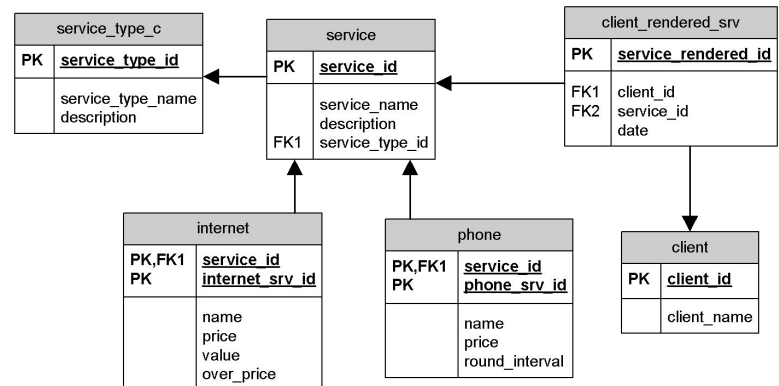 service_type_c
PK service_type_id
service_type_name
description
service
PK service_id
service_name
description
FK1 service_type_id
client_rendered_srv
PK service_rendered_id
FK1 client_id
FK2 service_id
date
internet
PK,FK1 service_id
PK internet_srv_id
name
price
value
over_price
phone
PK,FK1 service_id
PK phone_srv_id
name
price
round_interval
client
PK client_id
client_name